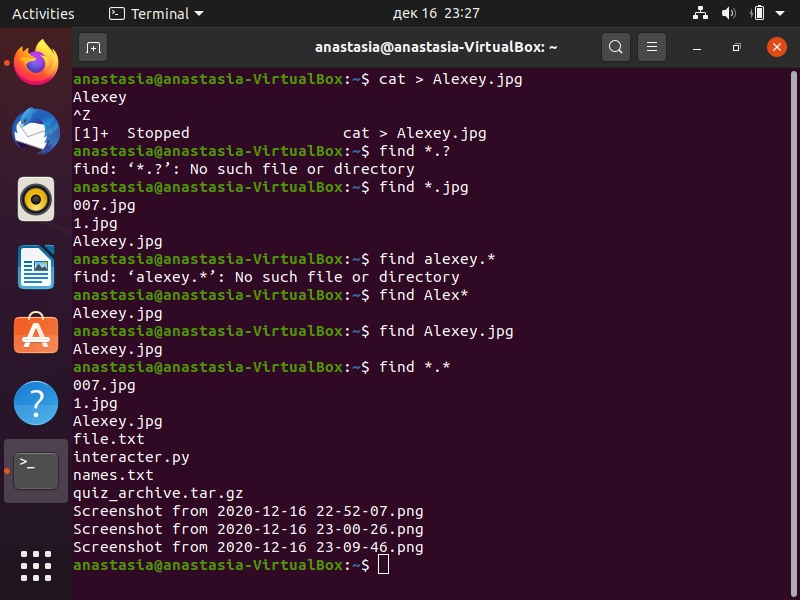 Activities
Terminal
дек 16 23:27
anastasia@anastasia-VirtualBox: ~
anastasia@anastasia-VirtualBox:~$ cat > Alexey.jpg
Alexey
^Z
[1]+  Stopped                 cat > Alexey.jpg
anastasia@anastasia-VirtualBox:~$ find *.?
find: ‘*.?’: No such file or directory
anastasia@anastasia-VirtualBox:~$ find *.jpg
007.jpg
1.jpg
Alexey.jpg
anastasia@anastasia-VirtualBox:~$ find alexey.*
find: ‘alexey.*’: No such file or directory
anastasia@anastasia-VirtualBox:~$ find Alex*
Alexey.jpg
anastasia@anastasia-VirtualBox:~$ find Alexey.jpg
Alexey.jpg
anastasia@anastasia-VirtualBox:~$ find *.*
007.jpg
1.jpg
Alexey.jpg
file.txt
interacter.py
names.txt
quiz_archive.tar.gz
Screenshot from 2020-12-16 22-52-07.png
Screenshot from 2020-12-16 23-00-26.png
Screenshot from 2020-12-16 23-09-46.png
anastasia@anastasia-VirtualBox:~$